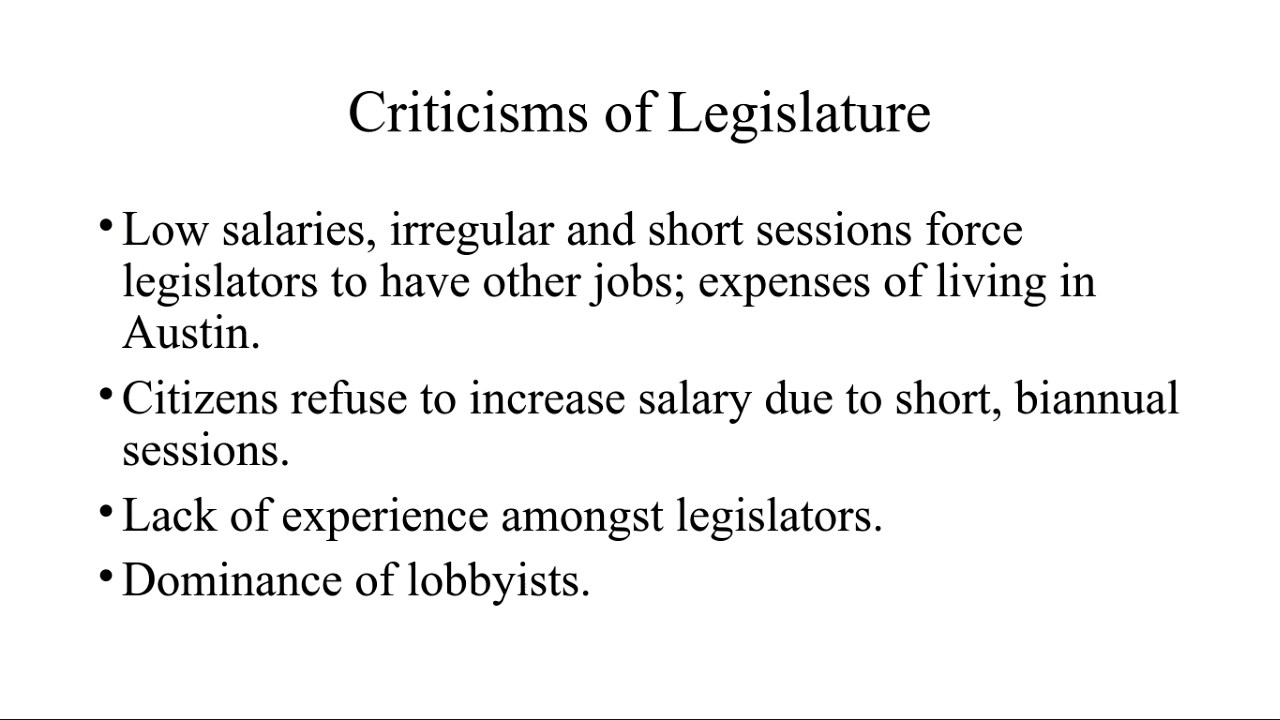 Criticisms of Legislature
• Low salaries, irregular and short sessions force
legislators to have other jobs; expenses of living in
Austin.
• Citizens refuse to increase salary due to short, biannual
sessions.
• Lack of experience amongst legislators.
• Dominance of lobbyists.